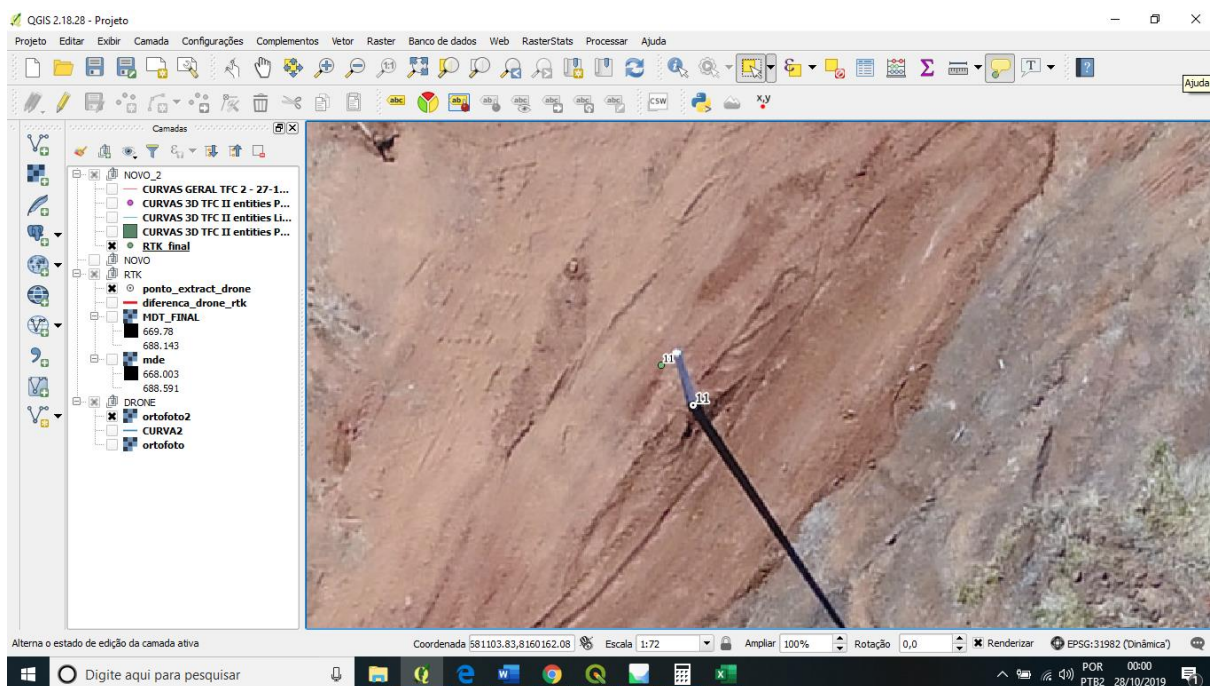 QGIS 2.18.28 - Projeto
Projeto Editar Exibir Camada Configurações Complementos Vetor Raster Banco de dados Web RasterStats Processar Ajuda
Ajuda
abc
CSW
x,y
Camadas
NOVO_2
CURVAS GERAL TFC 2 - 27-1...
CURVAS 3D TFC II entities P...
CURVAS 3D TFC II entities Li...
CURVAS 3D TFC II entities P...
RTK_final
NOVO
RTK
ponto_extract_drone
diferenca_drone_rtk
MDT_FINAL
669.78
688.143
mde
668.003
688.591
DRONE
ortofoto2
CURVA2
ortofoto
11
11
Alterna o estado de edição da camada ativa
Coordenada 581103.83,8160162.08 Escala 1:72 Ampliar 100% Rotação 0,0 Renderizar EPSG:31982 ('Dinâmica')
Digite aqui para pesquisar
POR 00:00
PTB2 28/10/2019